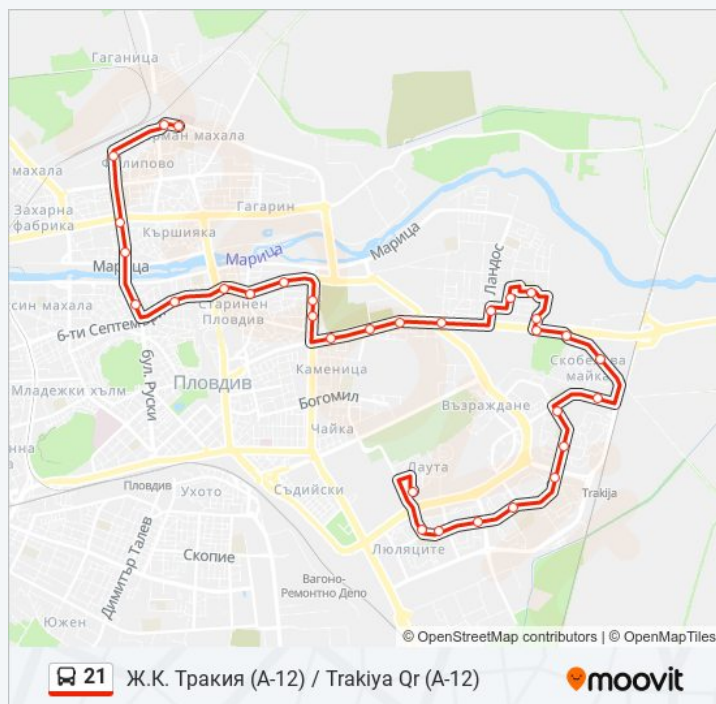 Гаганица
рман махала
Филипово
махала
Захарна
фабрика
Гагарин
Кършияка
Марица
Марица
Марица
Ландос
син махала
Старинен
Пловдив
6-ти Септември
бул. Руски
Каменица
Скобелева
майка
Младежки хълм
Пловдив
Богомил
Възраждане
Чайка
Лаута
Пловдив
Ухото
Съдийски
Trakija
Димитър Талев
Скопие
Люляците
Вагоно-
Ремонтно Депо
Южен
© OpenStreetMap contributors | © OpenMapTiles
21 Ж.К. Тракия (А-12) / Trakiya Qr (A-12)
moovit